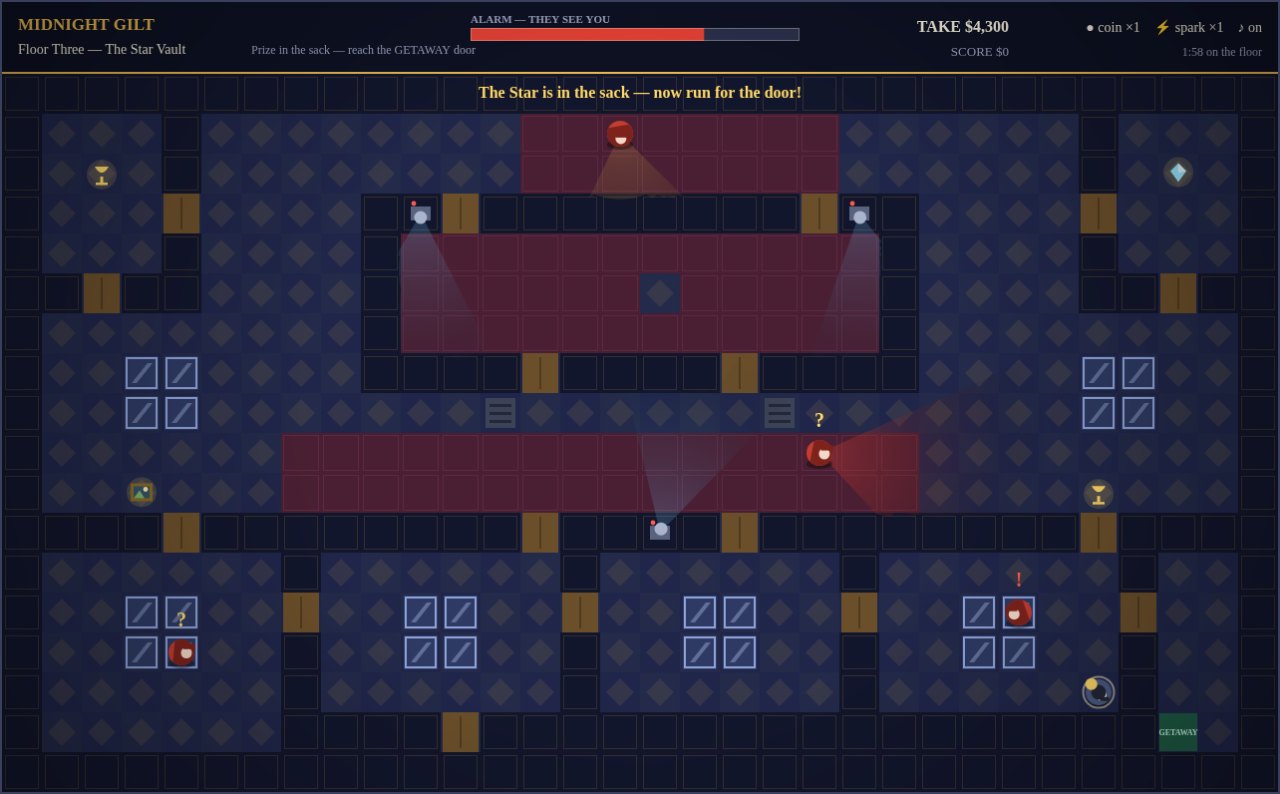 MIDNIGHT GILT
ALARM — THEY SEE YOU
TAKE $4,300
● coin ×1 ⚡ spark ×1 ♪ on
Floor Three — The Star Vault
Prize in the sack — reach the GETAWAY door
SCORE $0
1:58 on the floor
The Star is in the sack — now run for the door!
?
!
?
GETAWAY